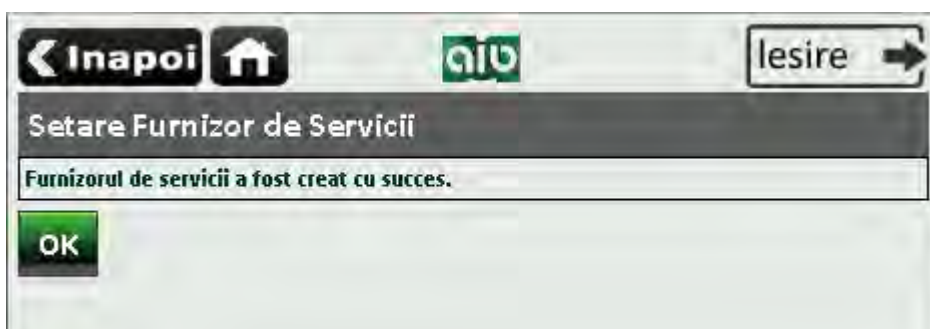 Inapoi
aib
Iesire
Setare Furnizor de Servicii
Furnizorul de servicii a fost creat cu succes.
OK